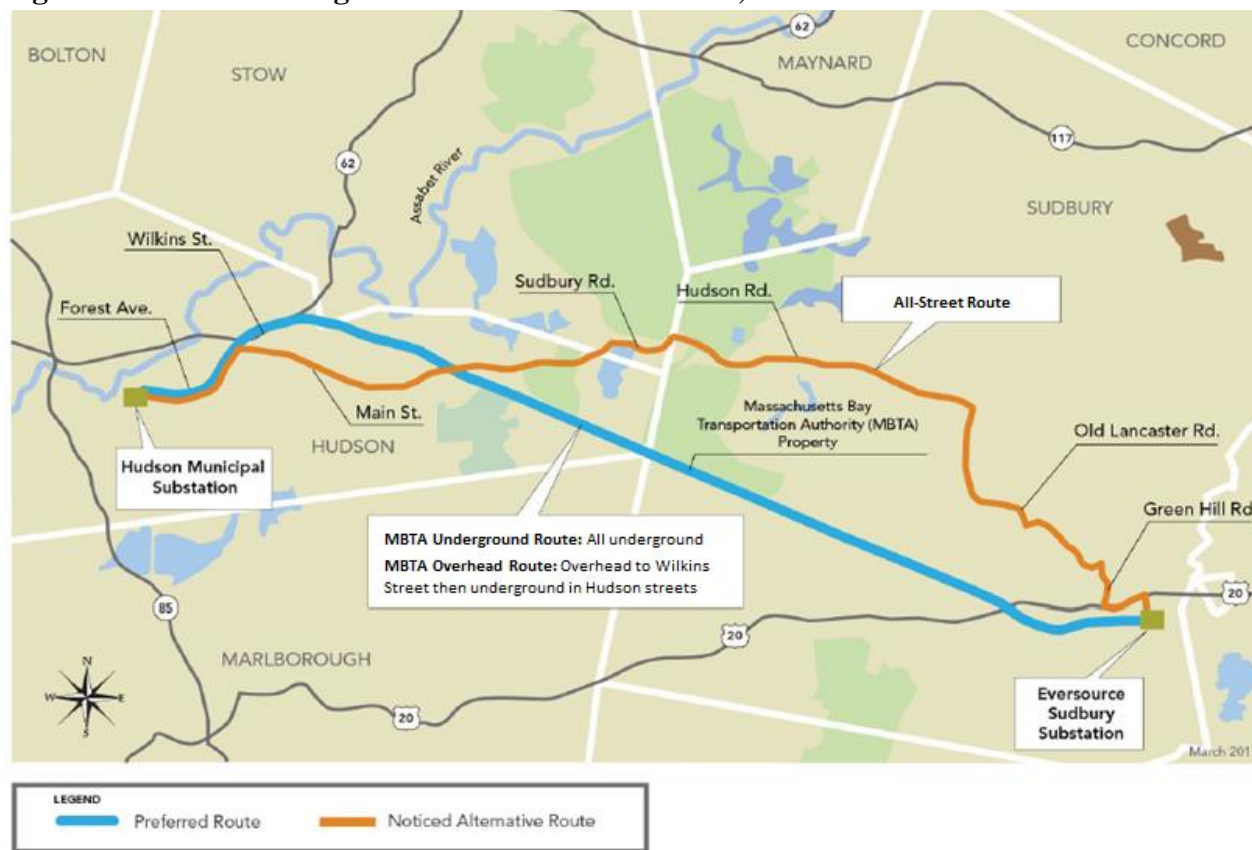 BOLTON
STOW
62
MAYNARD
CONCORD
62
117
Assabet River
SUDBURY
Wilkins St.
Forest Ave.
Sudbury Rd.
Hudson Rd.
All-Street Route
Main St.
HUDSON
Massachusetts Bay
Transportation Authority (MBTA)
Property
Old Lancaster Rd.
Green Hill Rd
Hudson Municipal
Substation
MBTA Underground Route: All underground
MBTA Overhead Route: Overhead to Wilkins
Street then underground in Hudson streets
85
20
20
20
MARLBOROUGH
N
W
E
S
Eversource
Sudbury
Substation
March 201
LEGEND
Preferred Route
Noticed Alternative Route